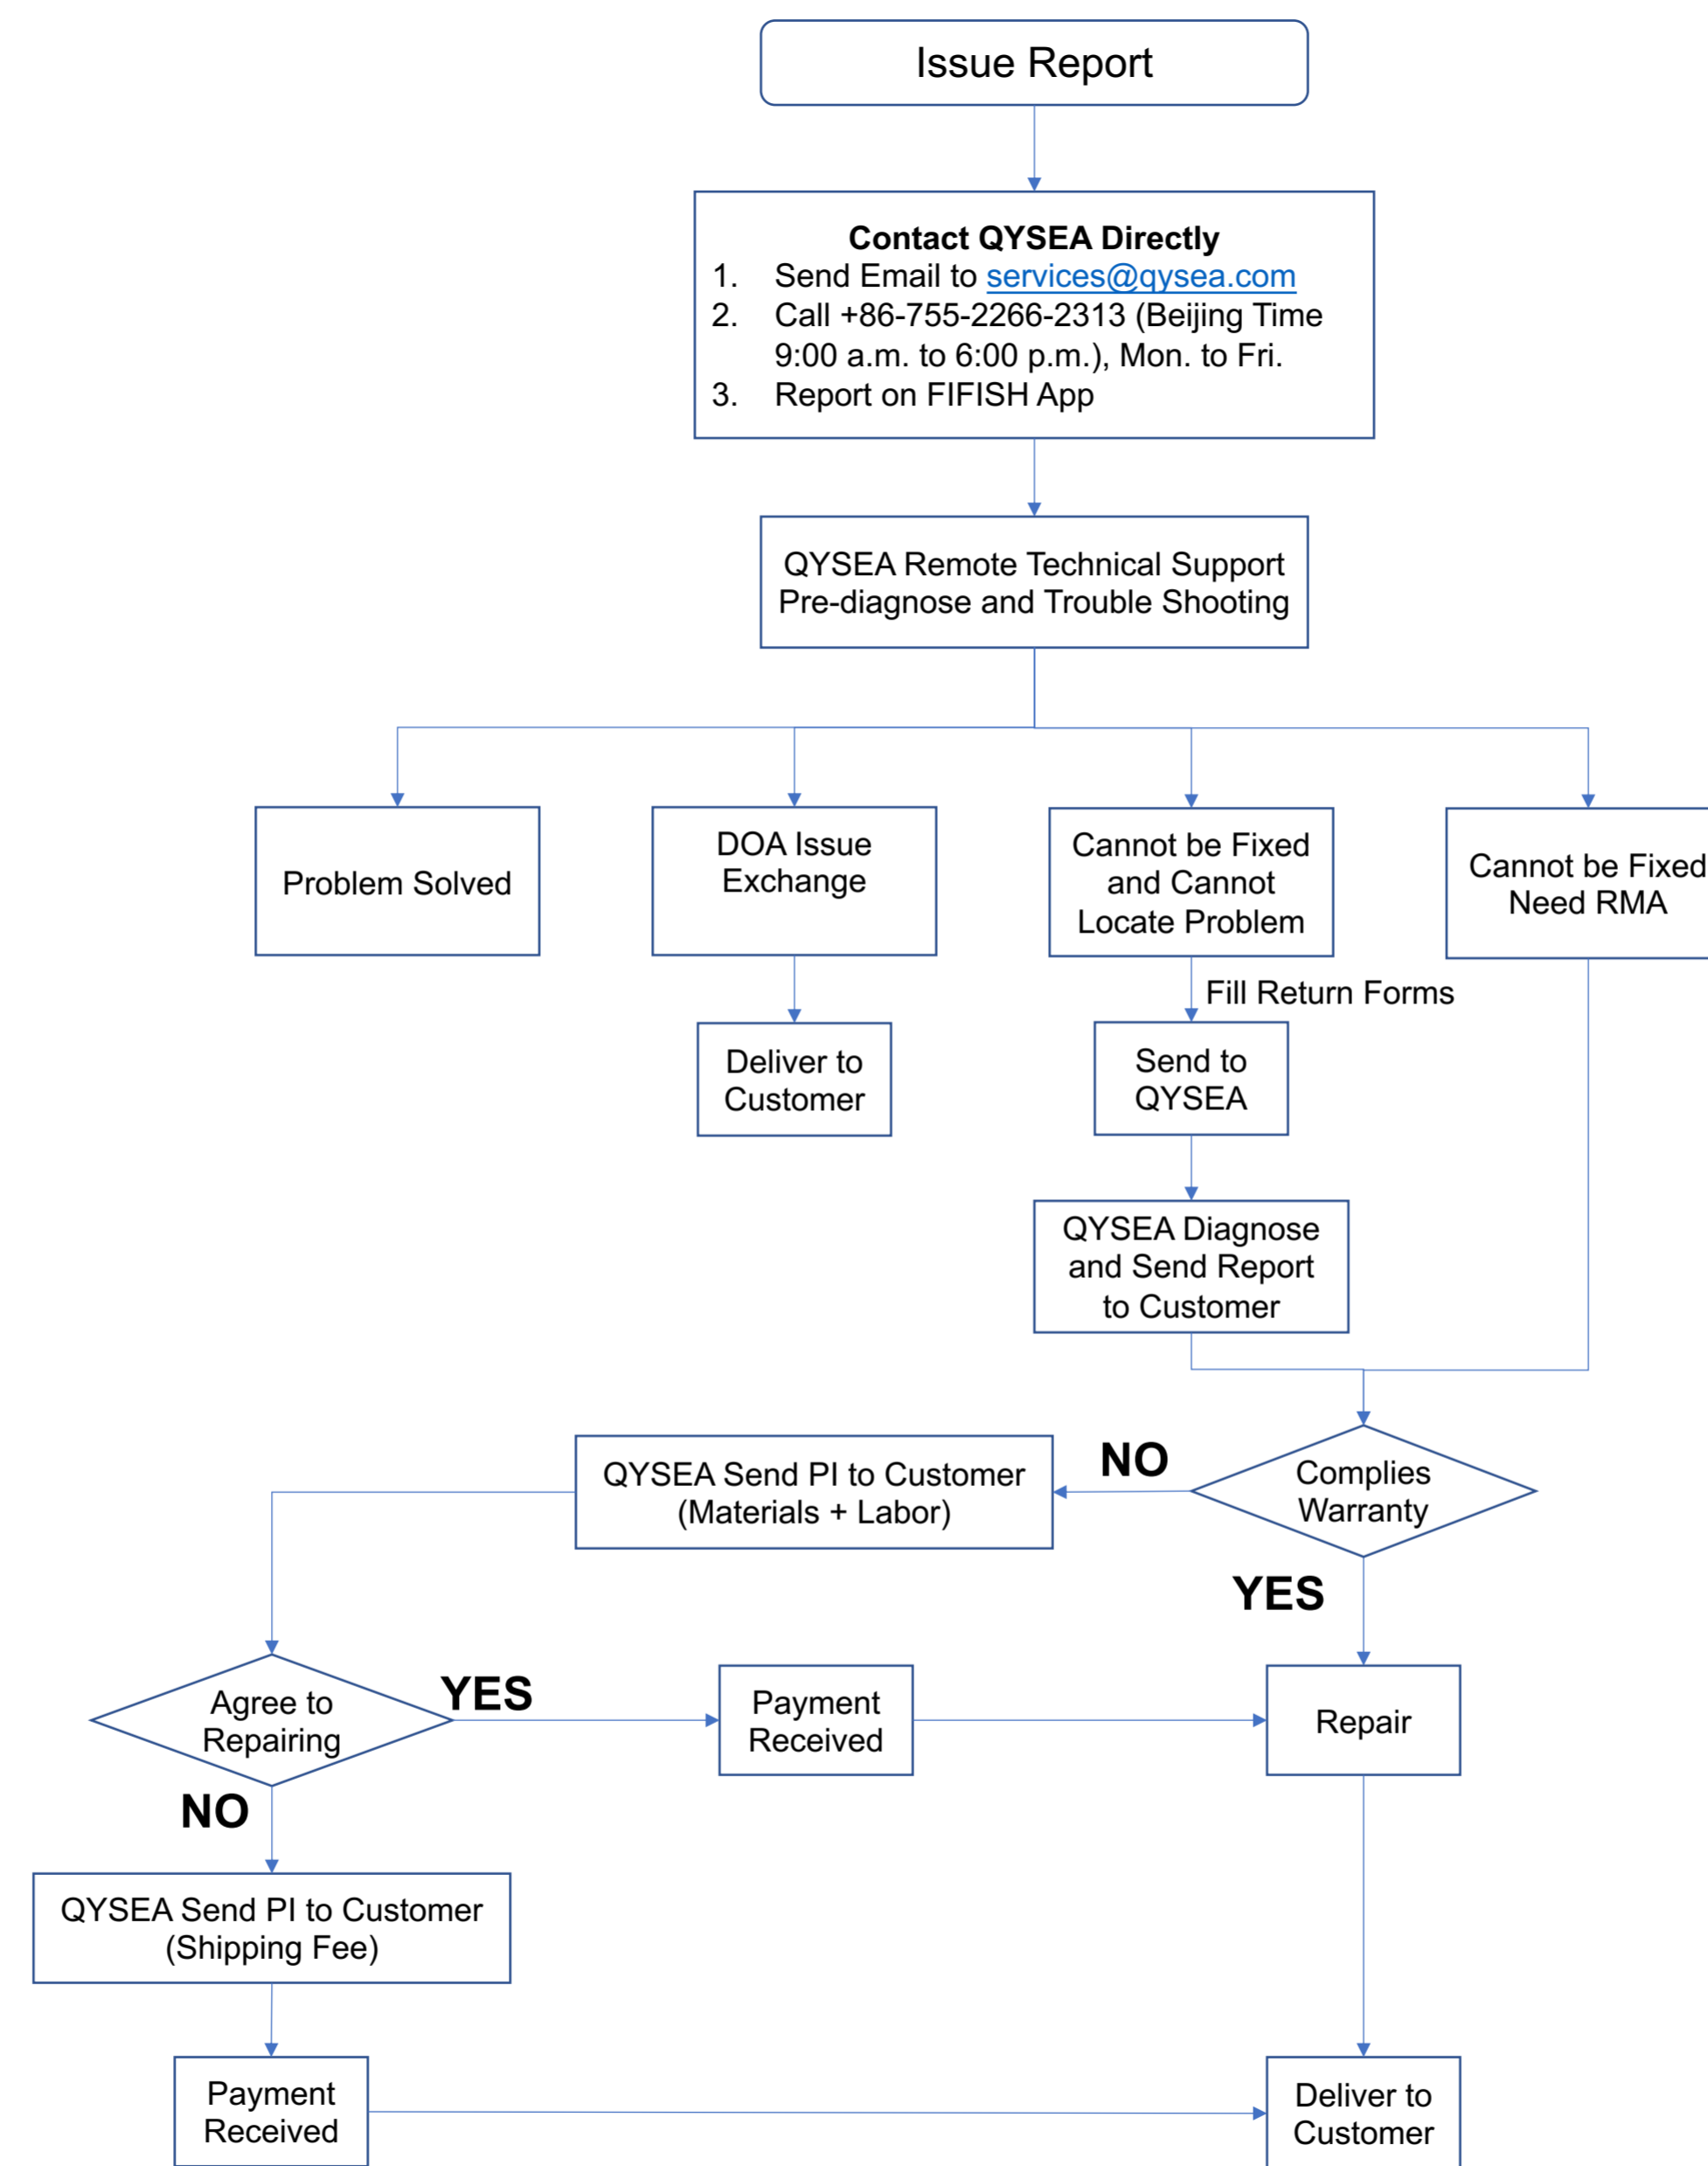 Issue Report
Contact QYSEA Directly
1. Send Email to services@qysea.com
2. Call +86-755-2266-2313 (Beijing Time
9:00 a.m. to 6:00 p.m.), Mon. to Fri.
3. Report on FIFISH App
QYSEA Remote Technical Support
Pre-diagnose and Trouble Shooting
Problem Solved
DOA Issue
Exchange
Cannot be Fixed
and Cannot
Locate Problem
Cannot be Fixed
Need RMA
Fill Return Forms
Deliver to
Customer
Send to
QYSEA
QYSEA Diagnose
and Send Report
to Customer
Complies
Warranty
NO
QYSEA Send PI to Customer
(Materials + Labor)
YES
Agree to
Repairing
YES
Payment
Received
Repair
NO
QYSEA Send PI to Customer
(Shipping Fee)
Payment
Received
Deliver to
Customer